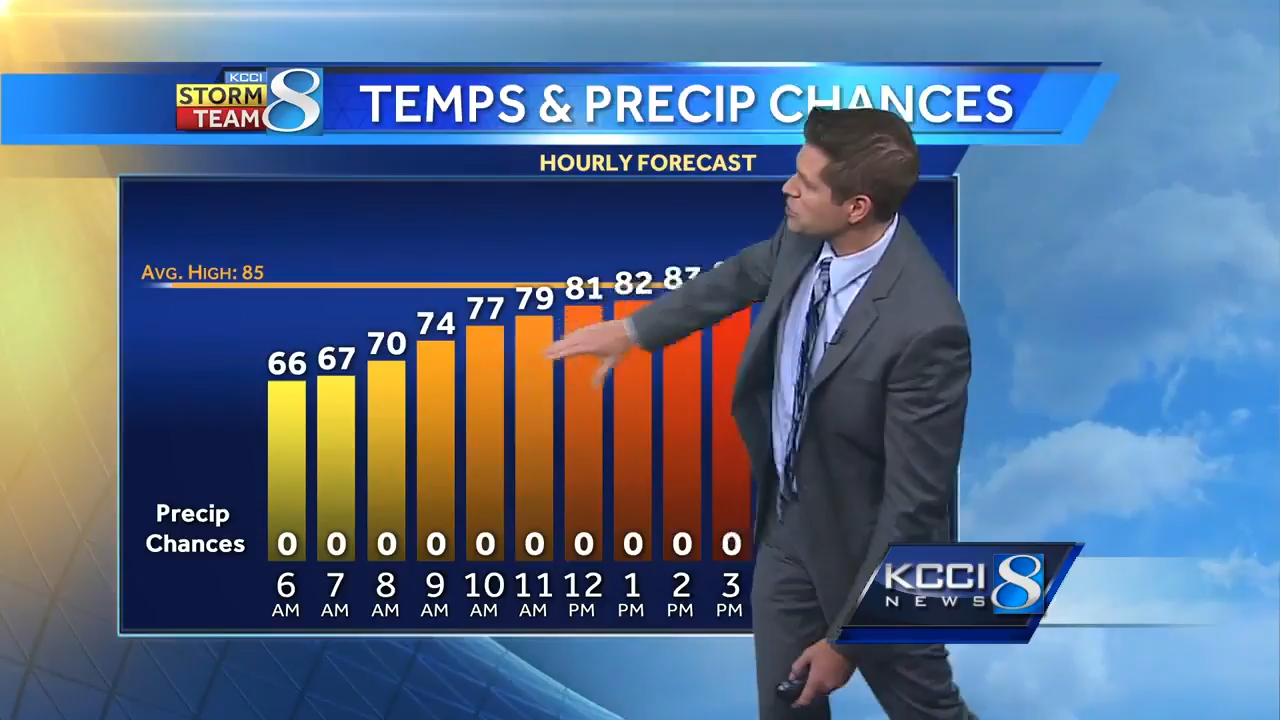 KCCI
STORM
TEAM 8
TEMPS & PRECIP CHANCES
HOURLY FORECAST
AVG. HIGH: 85
66 67 70 74 77 79 81 82 83
Precip
Chances
0 0 0 0 0 0 0 0 0 0
6 7 8 9 10 11 12 1 2 3
AM AM AM AM AM AM PM PM PM PM
KCCI 8
NEWS